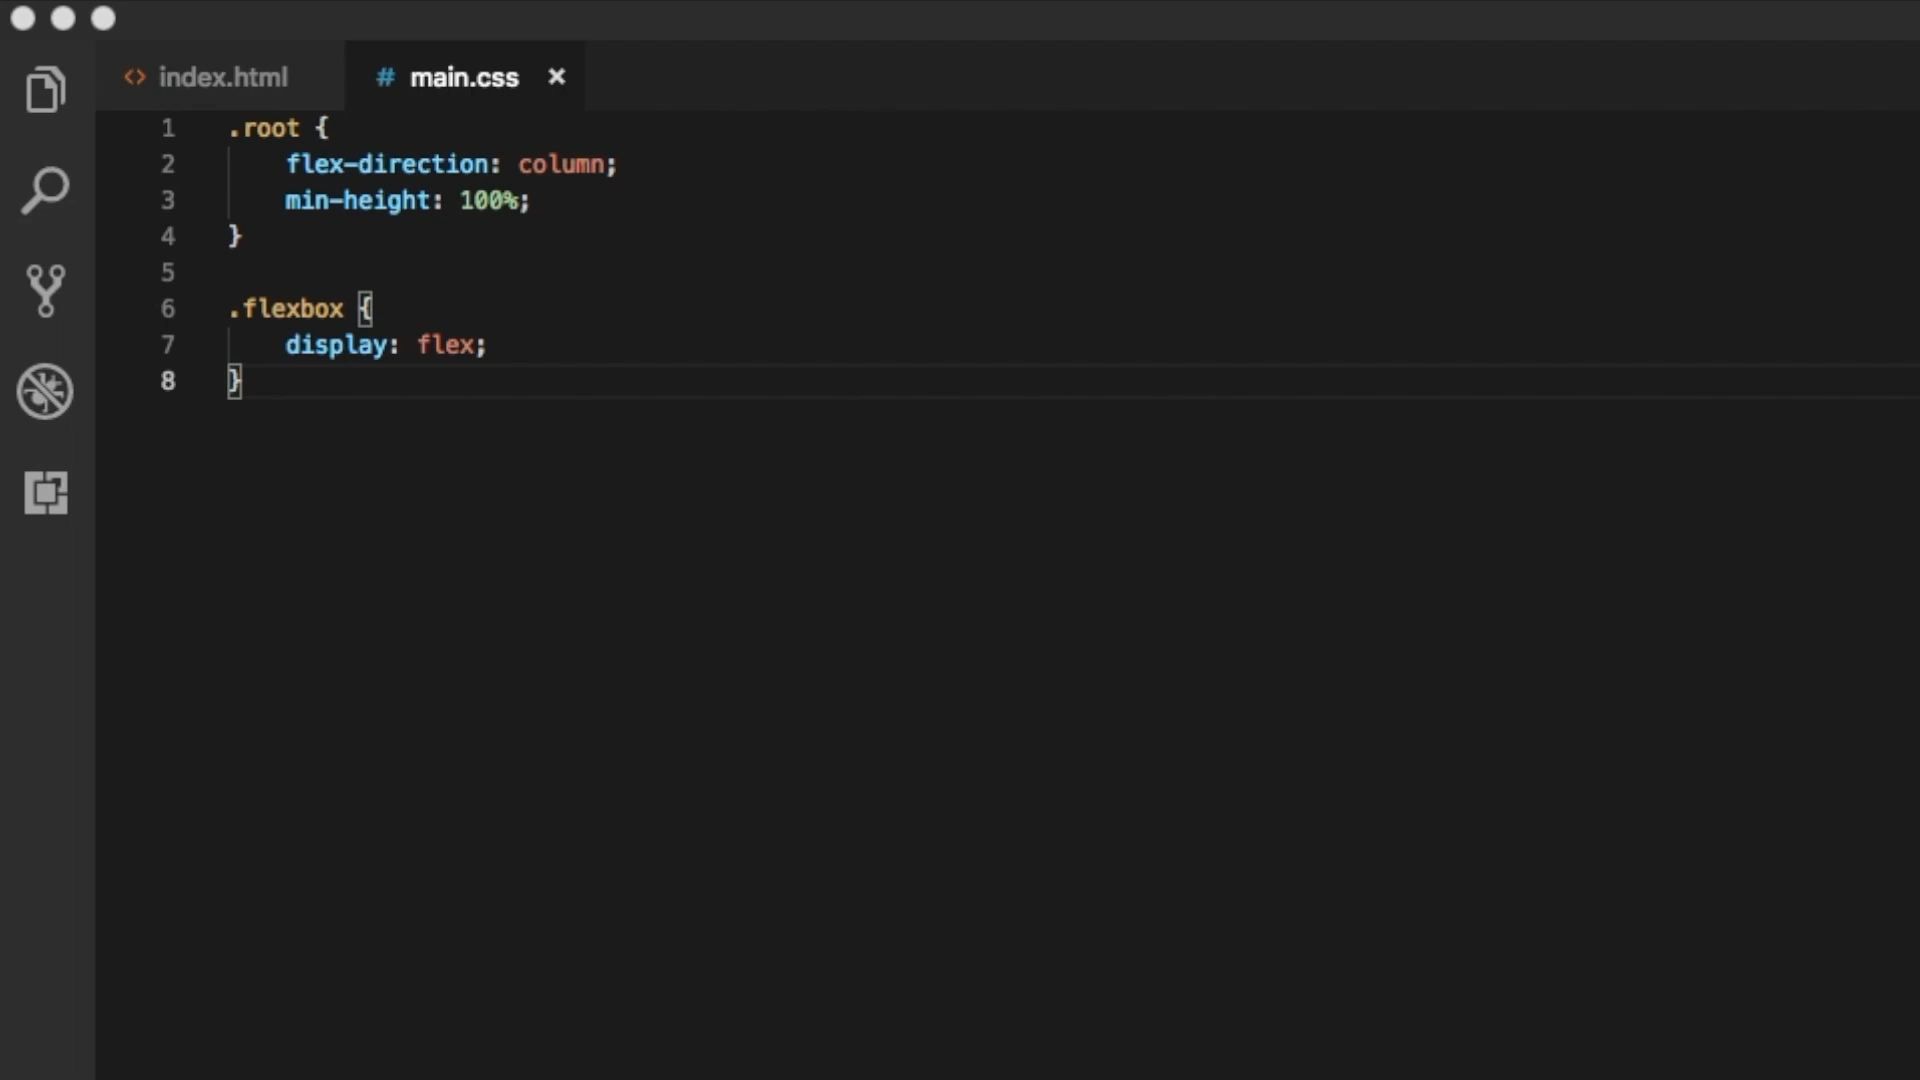 <> index.html # main.css ×
1 .root {
2 flex-direction: column;
3 min-height: 100%;
4 }
5
6 .flexbox {
7 display: flex;
8 }